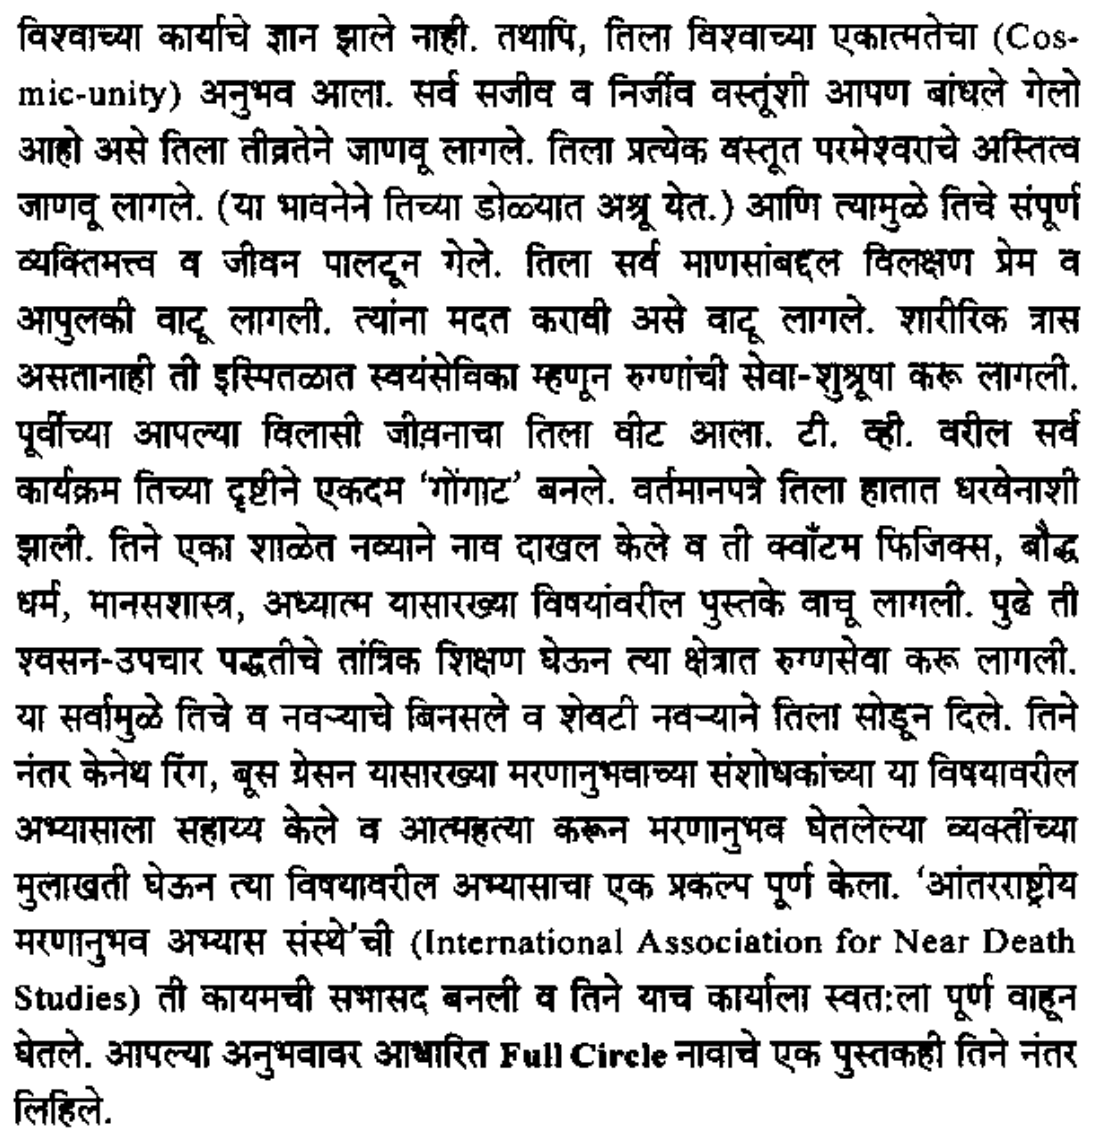 विश्वाच्या कार्याचे ज्ञान झाले नाही. तथापि, तिला विश्वाच्या एकात्मतेचा (Cos-
mic-unity) अनुभव आला. सर्व सजीव व निर्जीव वस्तूंशी आपण बांधले गेलो
आहो असे तिला तीव्रतेने जाणवू लागले. तिला प्रत्येक वस्तूत परमेश्वराचे अस्तित्व
जाणवू लागले. (या भावनेने तिच्या डोळ्यात अश्रू येत.) आणि त्यामुळे तिचे संपूर्ण
व्यक्तिमत्त्व व जीवन पालटून गेले. तिला सर्व माणसांबद्दल विलक्षण प्रेम व
आपुलकी वाटू लागली. त्यांना मदत करावी असे वाटू लागले. शारीरिक त्रास
असतानाही ती इस्पितळात स्वयंसेविका म्हणून रुग्णांची सेवा-शुश्रूषा करू लागली.
पूर्वीच्या आपल्या विलासी जीवनाचा तिला वीट आला. टी. व्ही. वरील सर्व
कार्यक्रम तिच्या दृष्टीने एकदम ‘गोंगाट’ बनले. वर्तमानपत्रे तिला हातात धरवेनाशी
झाली. तिने एका शाळेत नव्याने नाव दाखल केले व ती क्वाँटम फिजिक्स, बौद्ध
धर्म, मानसशास्त्र, अध्यात्म यासारख्या विषयांवरील पुस्तके वाचू लागली. पुढे ती
श्वसन-उपचार पद्धतीचे तांत्रिक शिक्षण घेऊन त्या क्षेत्रात रुग्णसेवा करू लागली.
या सर्वामुळे तिचे व नवऱ्याचे बिनसले व शेवटी नवऱ्याने तिला सोडून दिले. तिने
नंतर केनेथ रिंग, बूस ग्रेसन यासारख्या मरणानुभवाच्या संशोधकांच्या या विषयावरील
अभ्यासाला सहाय्य केले व आत्महत्या करून मरणानुभव घेतलेल्या व्यक्तींच्या
मुलाखती घेऊन त्या विषयावरील अभ्यासाचा एक प्रकल्प पूर्ण केला. ‘आंतरराष्ट्रीय
मरणानुभव अभ्यास संस्थे’ची (International Association for Near Death
Studies) ती कायमची सभासद बनली व तिने याच कार्याला स्वत:ला पूर्ण वाहून
घेतले. आपल्या अनुभवावर आधारित Full Circle नावाचे एक पुस्तकही तिने नंतर
लिहिले.